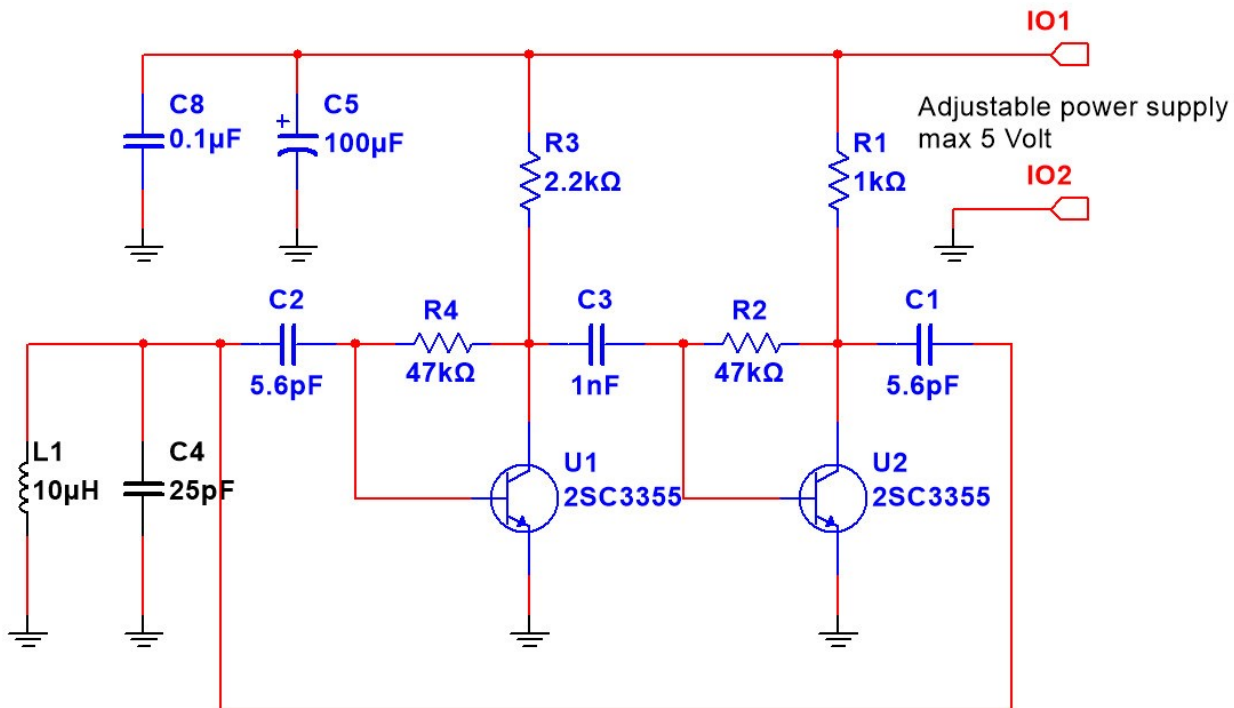 IO1
C8
0.1µF
+
C5
100µF
R3
2.2kΩ
R1
1kΩ
Adjustable power supply
max 5 Volt
IO2
C2
5.6pF
R4
47kΩ
C3
1nF
R2
47kΩ
C1
5.6pF
L1
10µH
C4
25pF
U1
2SC3355
U2
2SC3355